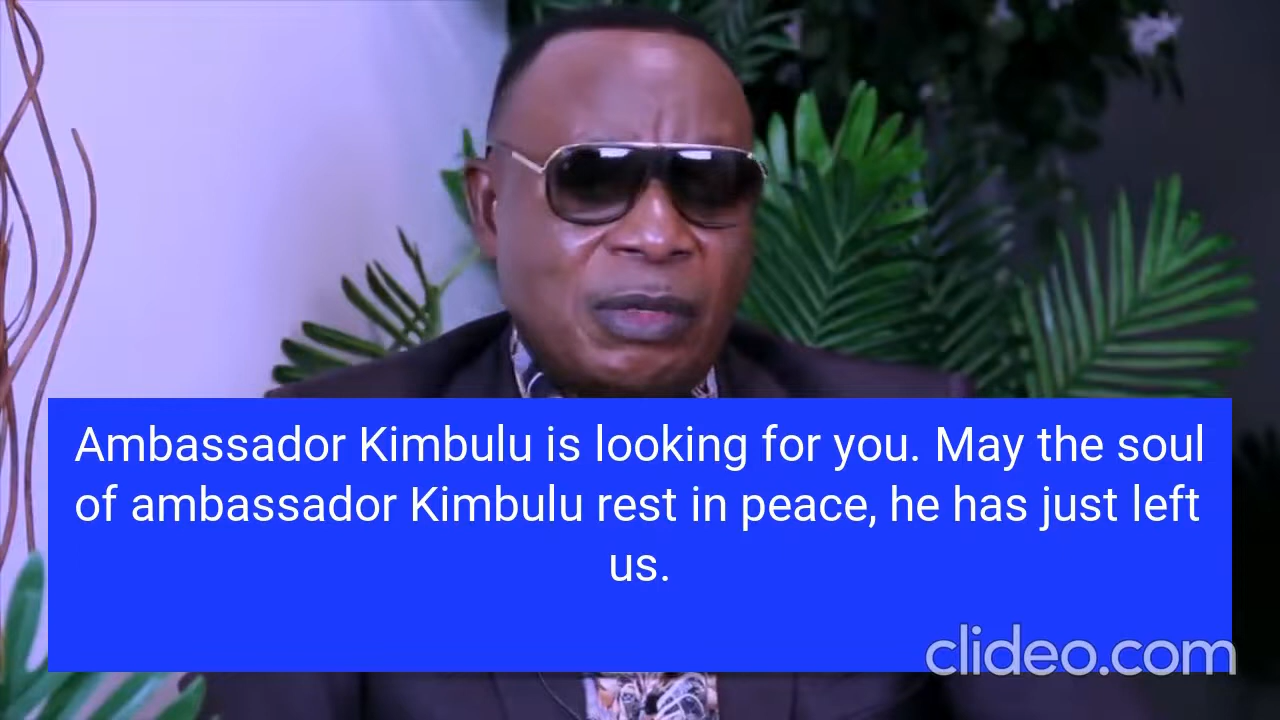 Ambassador Kimbulu is looking for you. May the soul
of ambassador Kimbulu rest in peace, he has just left
us.
clideo.com